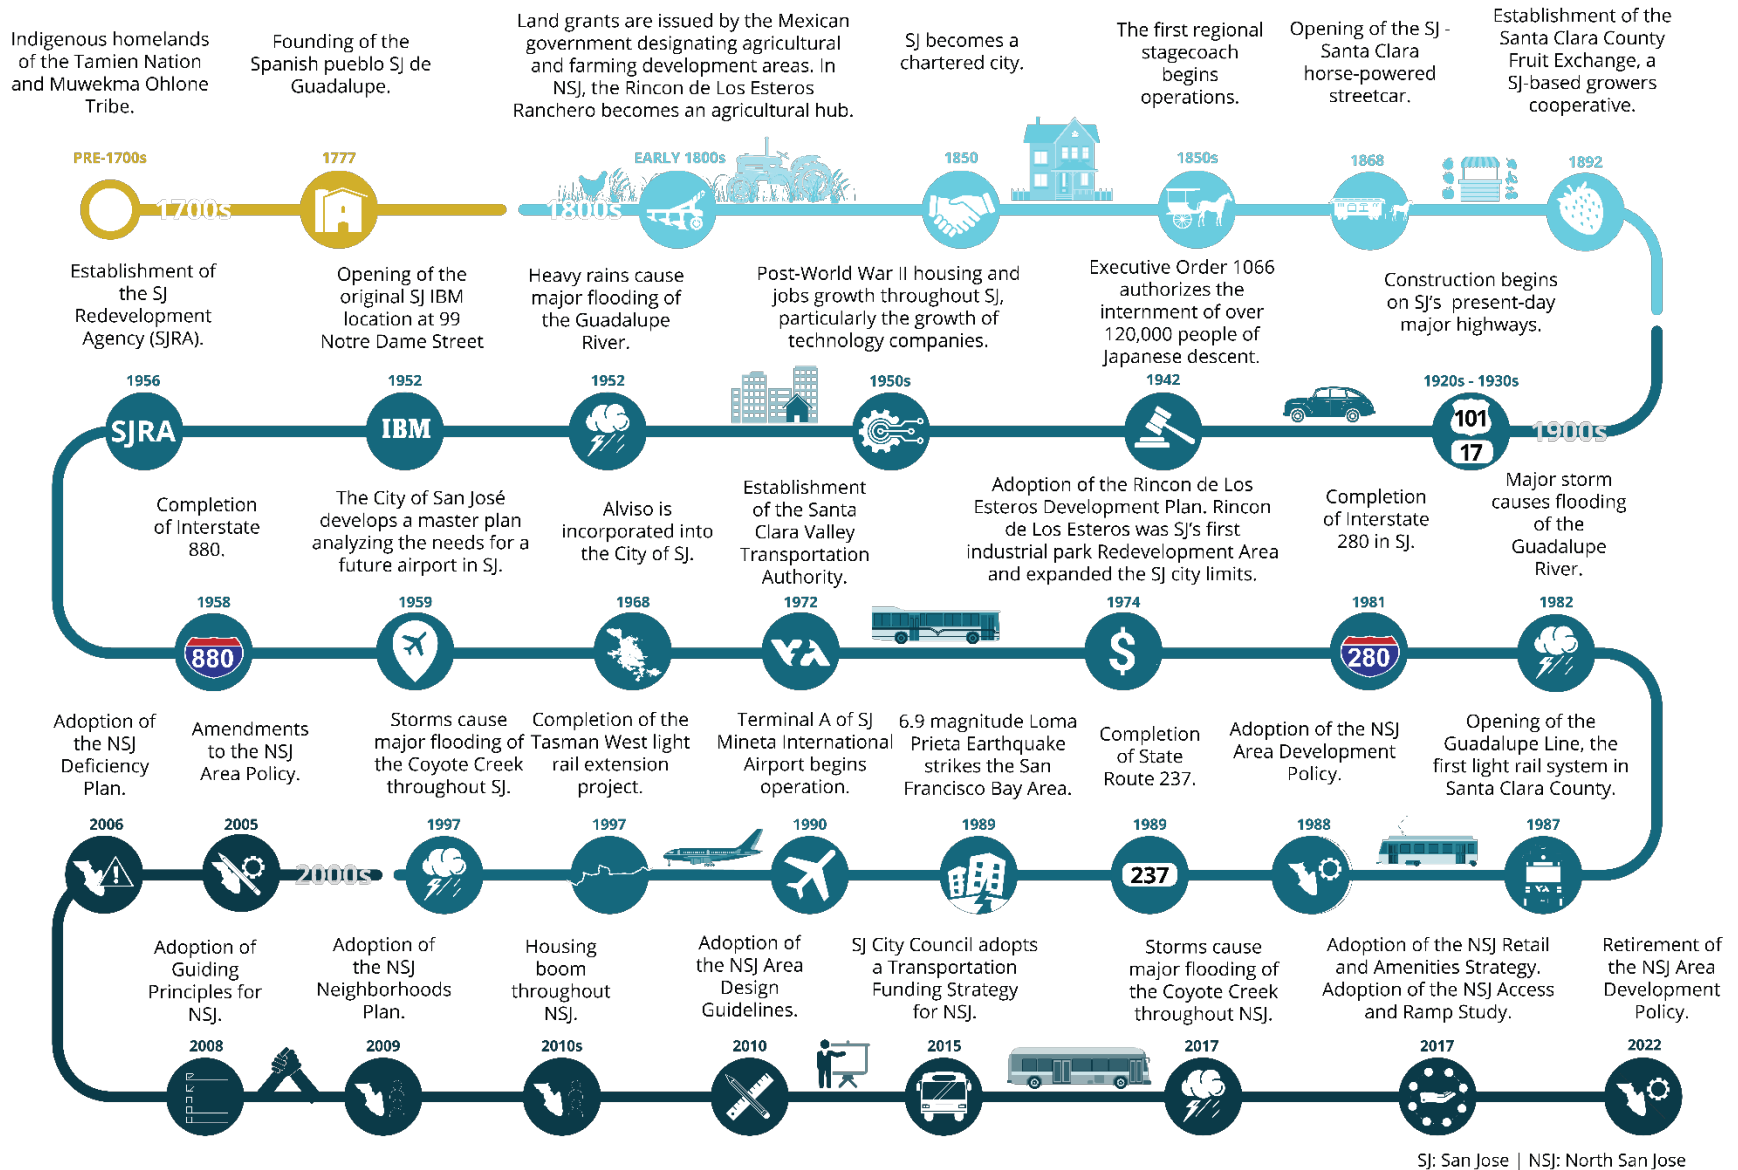 Indigenous homelands
of the Tamien Nation
and Muwekma Ohlone
Tribe.
PRE-1700s
1700s
Founding of the
Spanish pueblo SJ de
Guadalupe.
1777
1800s
Land grants are issued by the Mexican
government designating agricultural
and farming development areas. In
NSJ, the Rincon de Los Esteros
Ranchero becomes an agricultural hub.
EARLY 1800s
SJ becomes a
chartered city.
1850
The first regional
stagecoach
begins
operations.
1850s
Opening of the SJ -
Santa Clara
horse-powered
streetcar.
1868
Establishment of the
Santa Clara County
Fruit Exchange, a
SJ-based growers
cooperative.
1892
1900s
Construction begins
on SJ's present-day
major highways.
1920s - 1930s
101
17
Executive Order 1066
authorizes the
internment of over
120,000 people of
Japanese descent.
1942
Post-World War II housing and
jobs growth throughout SJ,
particularly the growth of
technology companies.
1950s
Heavy rains cause
major flooding of
the Guadalupe
River.
1952
Opening of the
original SJ IBM
location at 99
Notre Dame Street
1952
IBM
Establishment of
the SJ
Redevelopment
Agency (SJRA).
1956
SJRA
Completion
of Interstate
880.
1958
880
The City of San José
develops a master plan
analyzing the needs for a
future airport in SJ.
1959
Alviso is
incorporated into
the City of SJ.
1968
Establishment
of the Santa
Clara Valley
Transportation
Authority.
1972
VTA
Adoption of the Rincon de Los
Esteros Development Plan. Rincon
de Los Esteros was SJ's first
industrial park Redevelopment Area
and expanded the SJ city limits.
1974
$
Completion
of Interstate
280 in SJ.
1981
280
Major storm
causes flooding
of the
Guadalupe
River.
1982
Opening of the
Guadalupe Line, the
first light rail system in
Santa Clara County.
1987
VTA
Adoption of the NSJ
Area Development
Policy.
1988
Completion
of State
Route 237.
1989
237
6.9 magnitude Loma
Prieta Earthquake
strikes the San
Francisco Bay Area.
1989
Terminal A of SJ
Mineta International
Airport begins
operation.
1990
Completion of the
Tasman West light
rail extension
project.
1997
Storms cause
major flooding of
the Coyote Creek
throughout SJ.
1997
2000s
Amendments
to the NSJ
Area Policy.
2005
Adoption of
the NSJ
Deficiency
Plan.
2006
Adoption of
Guiding
Principles for
NSJ.
2008
Adoption of
the NSJ
Neighborhoods
Plan.
2009
Housing
boom
throughout
NSJ.
2010s
Adoption of
the NSJ Area
Design
Guidelines.
2010
SJ City Council adopts
a Transportation
Funding Strategy
for NSJ.
2015
Storms cause
major flooding of
the Coyote Creek
throughout NSJ.
2017
Adoption of the NSJ Retail
and Amenities Strategy.
Adoption of the NSJ Access
and Ramp Study.
2017
Retirement of
the NSJ Area
Development
Policy.
2022
SJ: San Jose | NSJ: North San Jose